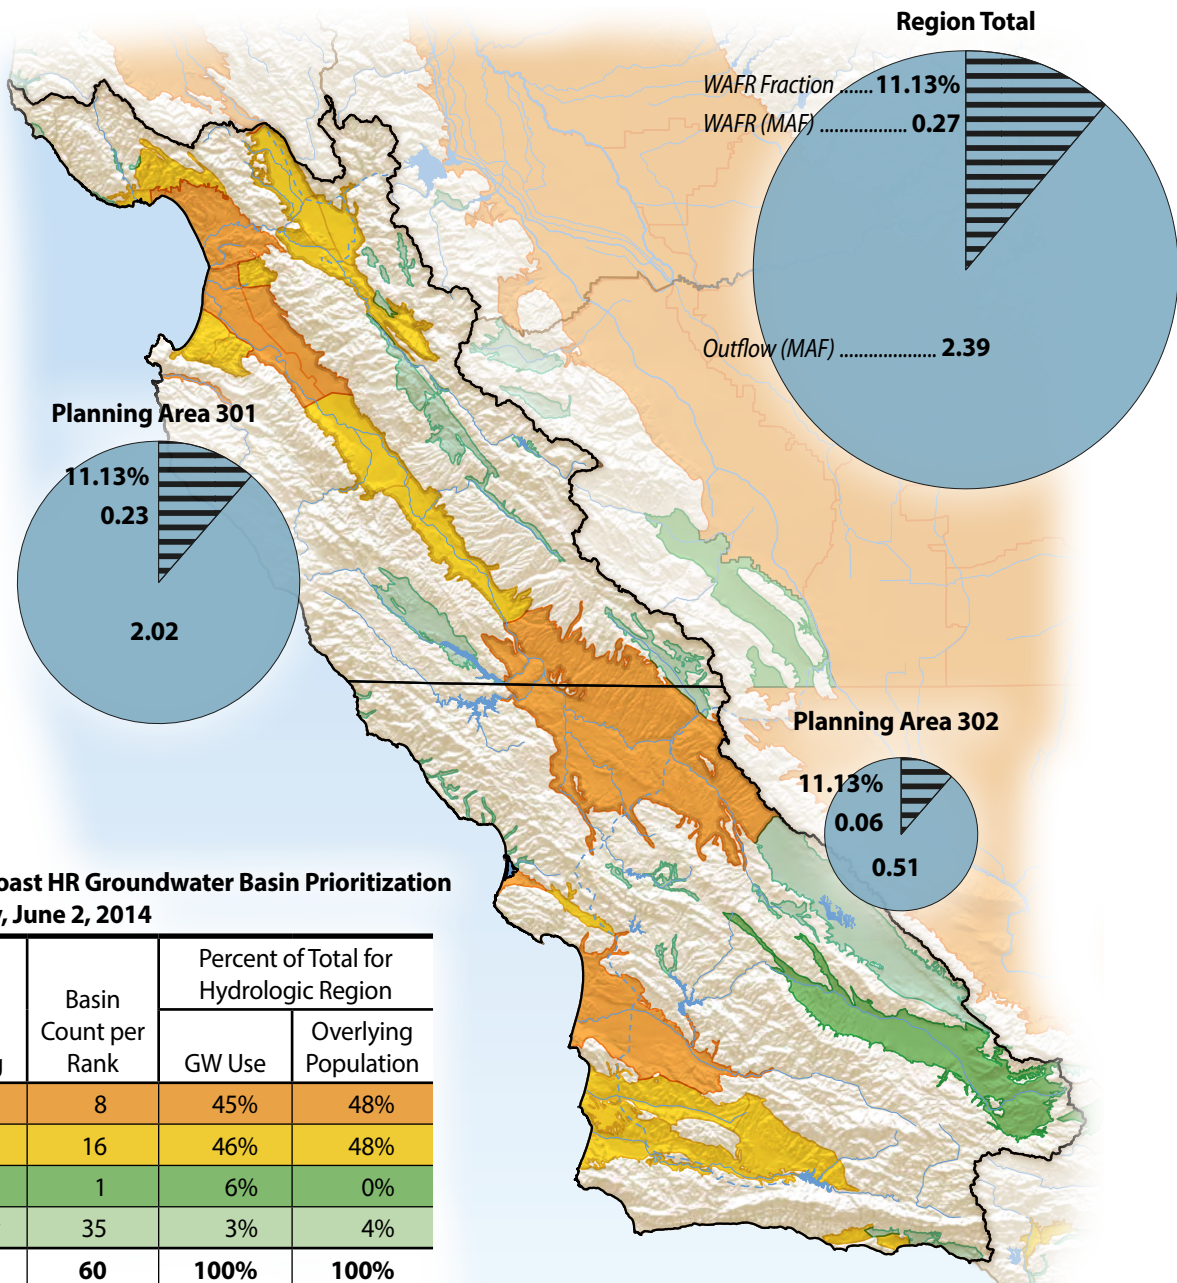 Region Total
WAFR Fraction ....... 11.13%
WAFR (MAF) .................. 0.27
Outflow (MAF) .................... 2.39
Planning Area 301
11.13%
0.23
2.02
Planning Area 302
11.13%
0.06
0.51
oast HR Groundwater Basin Prioritization
, June 2, 2014
Basin Count per Rank
Percent of Total for Hydrologic Region
GW Use
Overlying Population
8 45% 48%
16 46% 48%
1 6% 0%
35 3% 4%
60 100% 100%